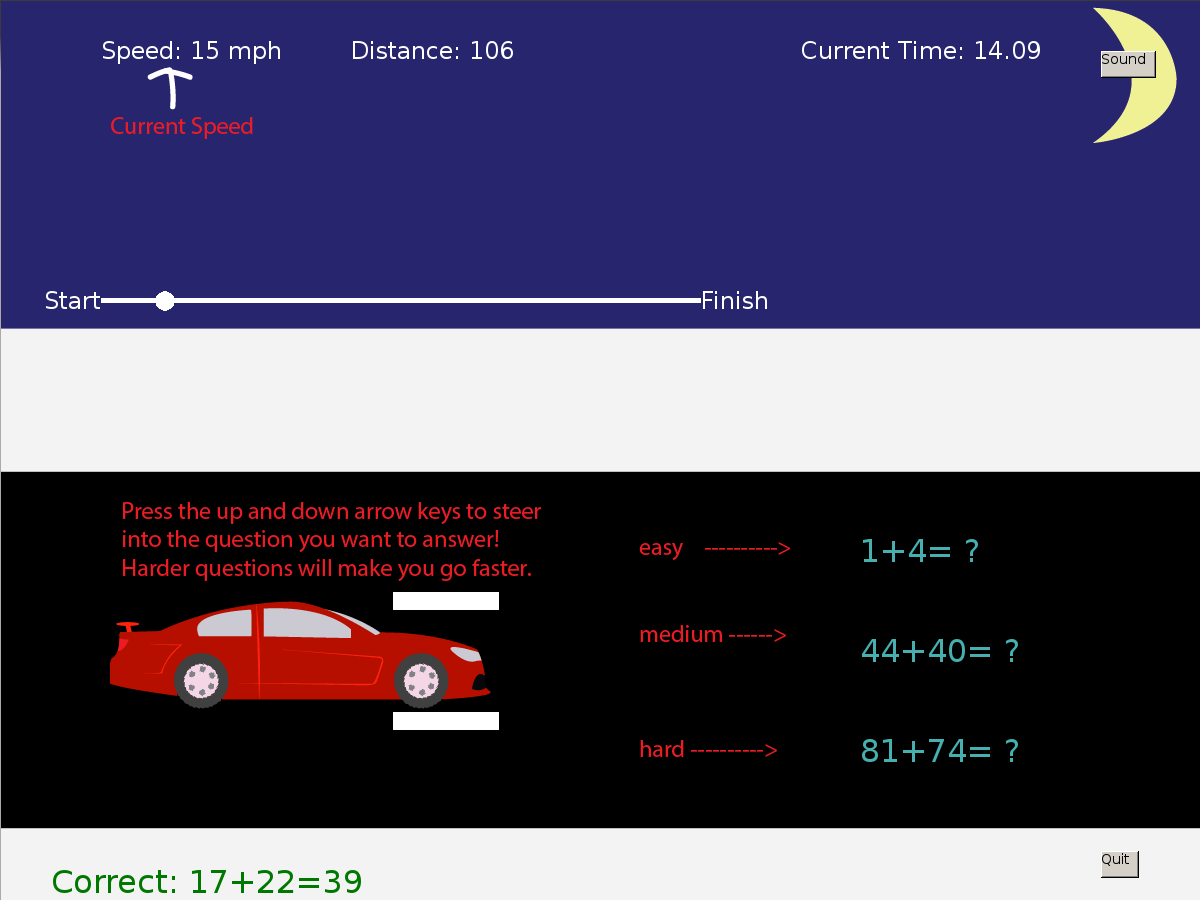 Speed: 15 mph
Distance: 106
Current Time: 14.09
Sound
Current Speed
Start
Finish
Press the up and down arrow keys to steer
into the question you want to answer!
Harder questions will make you go faster.
easy ---------->
1+4= ?
medium ------>
44+40= ?
hard ---------->
81+74= ?
Quit
Correct: 17+22=39